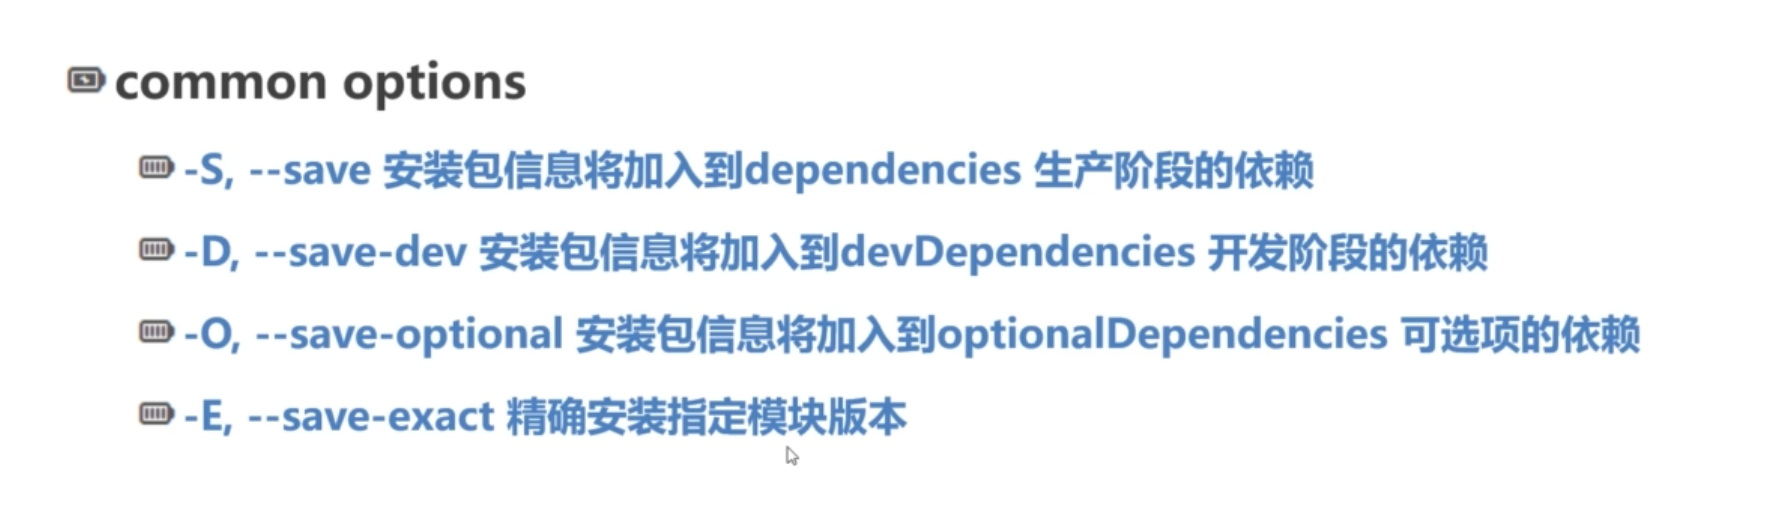 common options
-S, --save 安装包信息将加入到dependencies 生产阶段的依赖
-D, --save-dev 安装包信息将加入到devDependencies 开发阶段的依赖
-O, --save-optional 安装包信息将加入到optionalDependencies 可选项的依赖
-E, --save-exact 精确安装指定模块版本